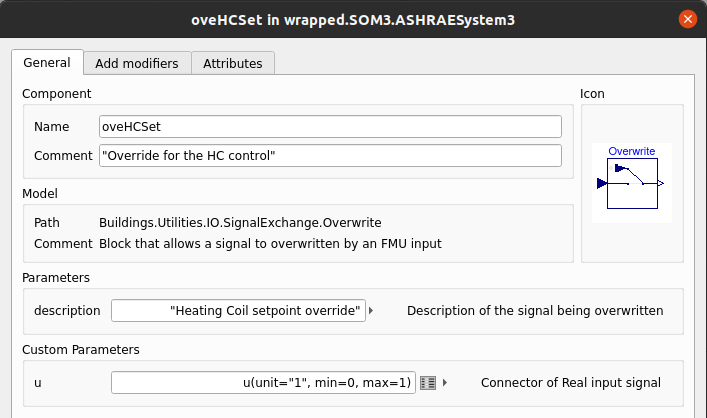 oveHCSet in wrapped.SOM3.ASHRAESystem3
General Add modifiers Attributes
Component Icon
Name oveHCSet
Comment "Override for the HC control"
Overwrite
Model
Path Buildings.Utilities.IO.SignalExchange.Overwrite
Comment Block that allows a signal to overwritten by an FMU input
Parameters
description "Heating Coil setpoint override" Description of the signal being overwritten
Custom Parameters
u u(unit="1", min=0, max=1) Connector of Real input signal